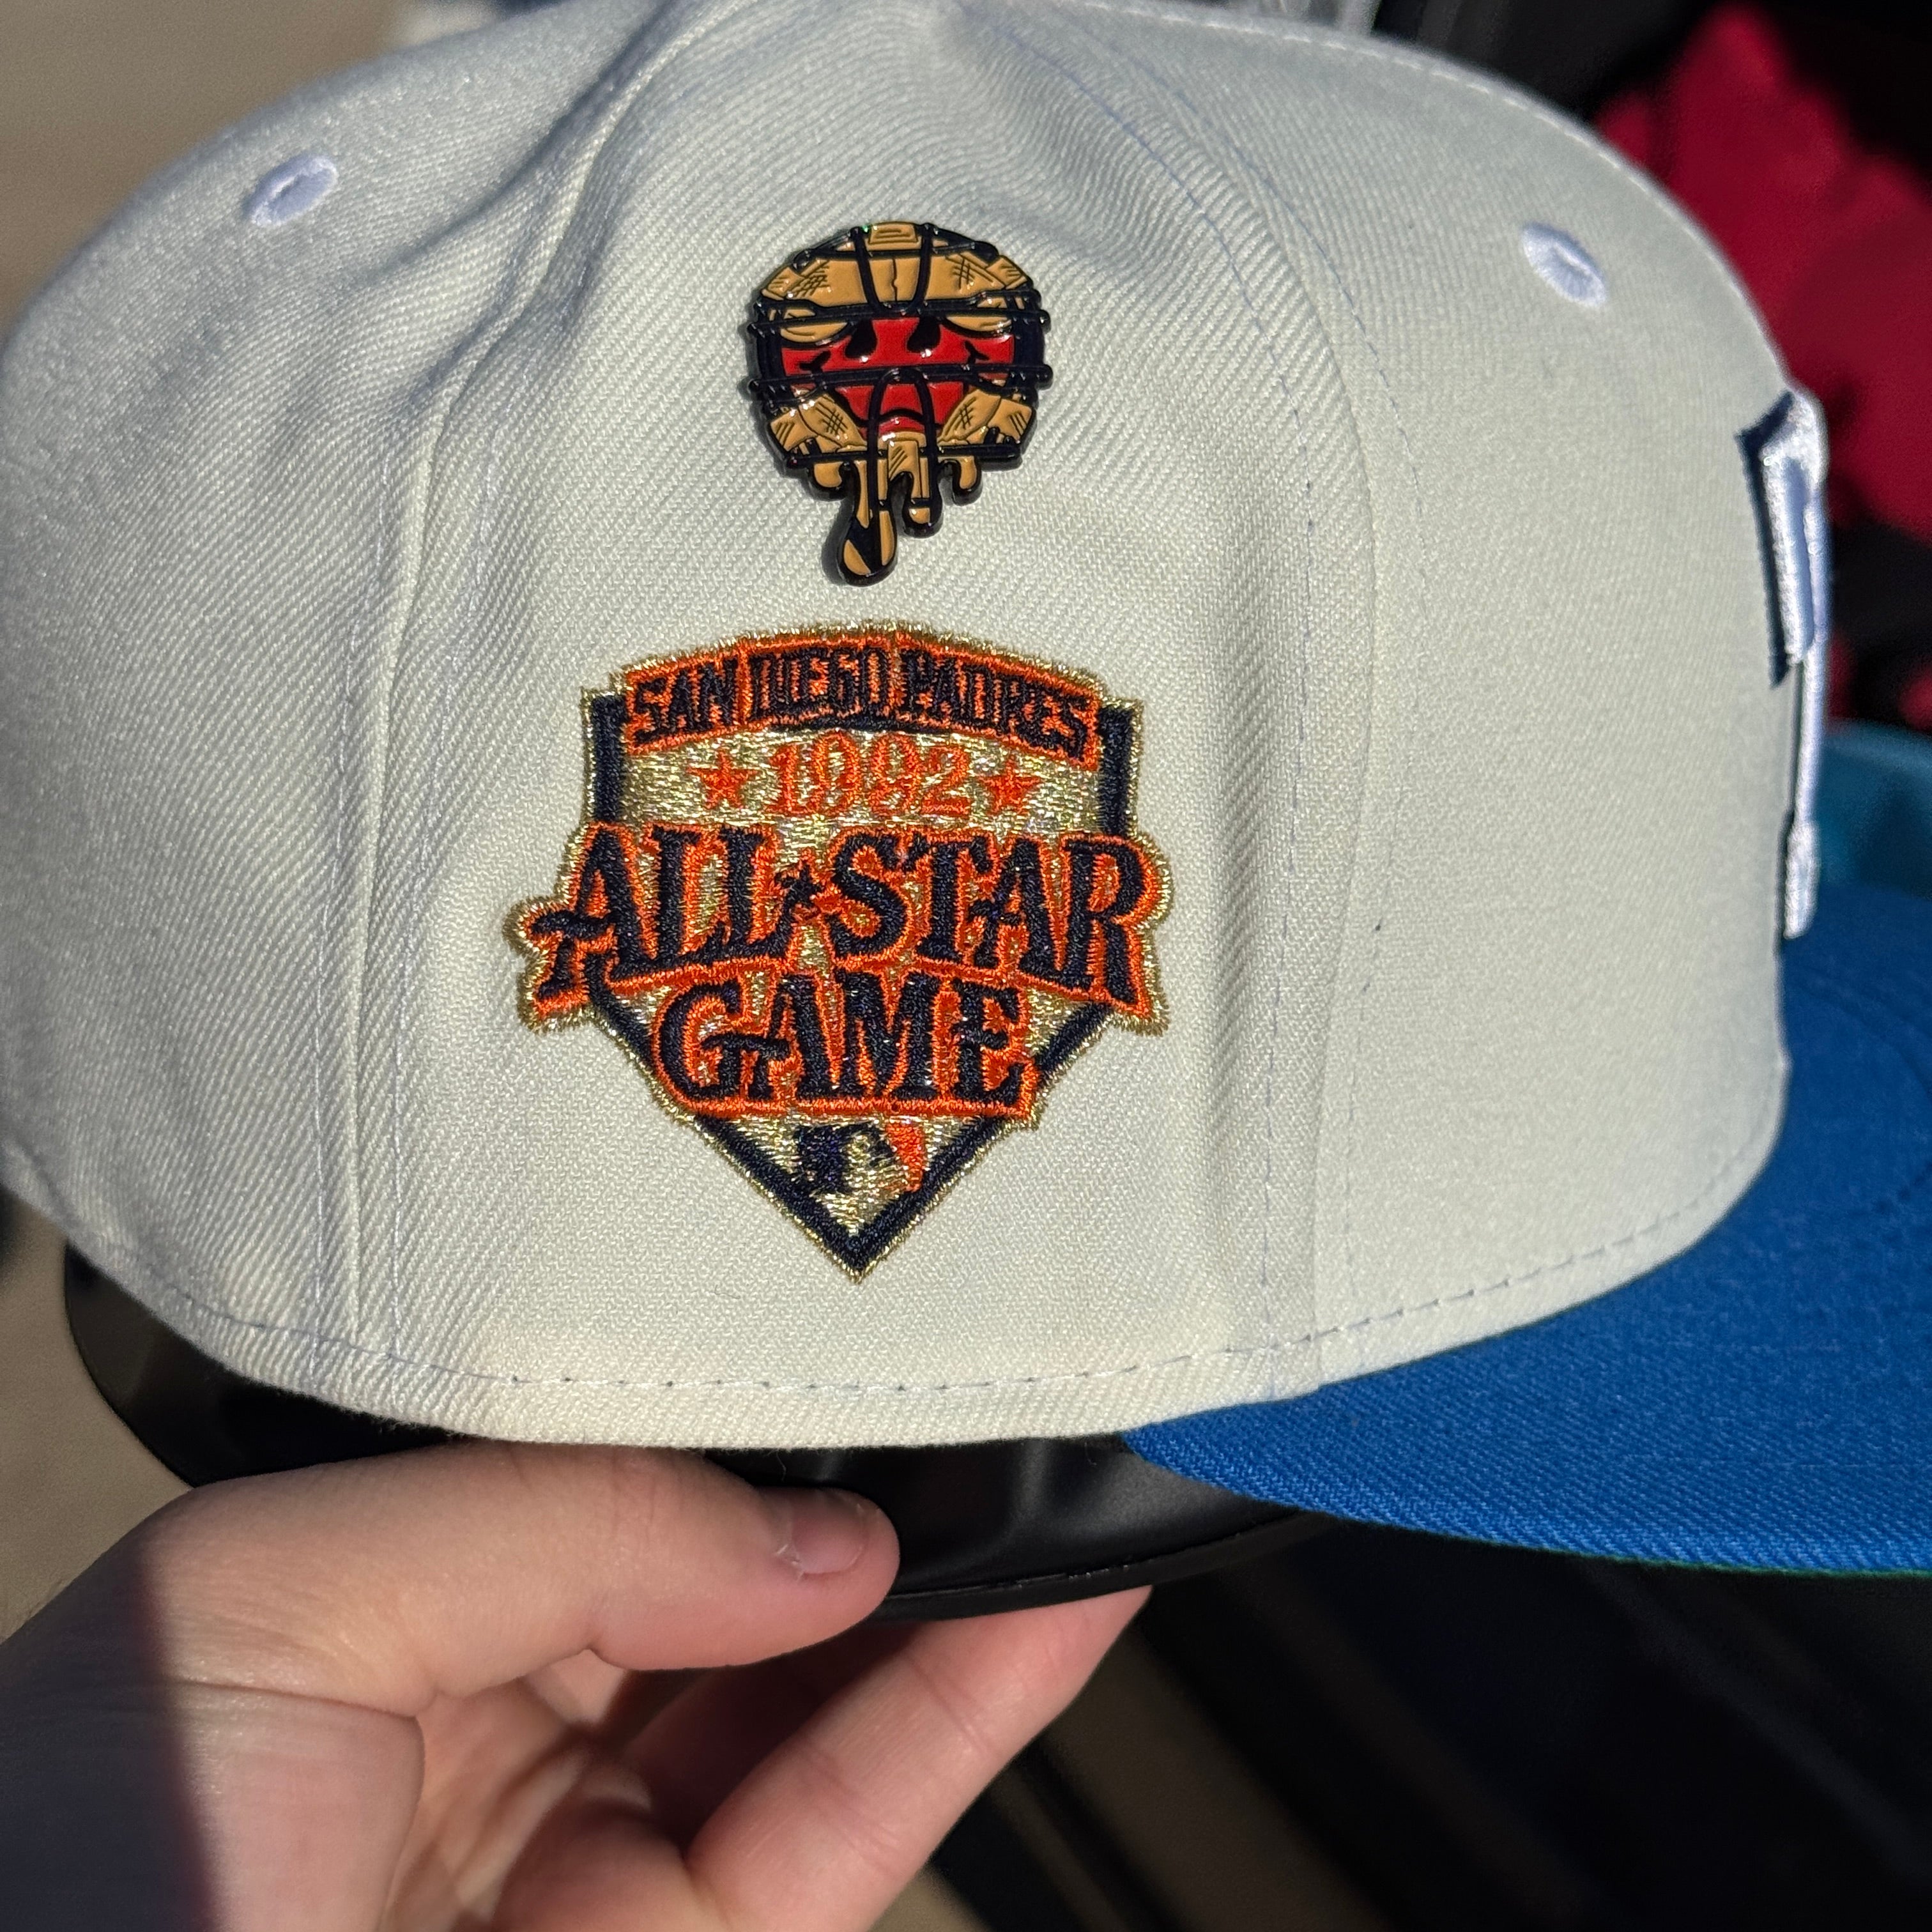 SAN DIEGO PADRES
★1992★
ALL★STAR
GAME